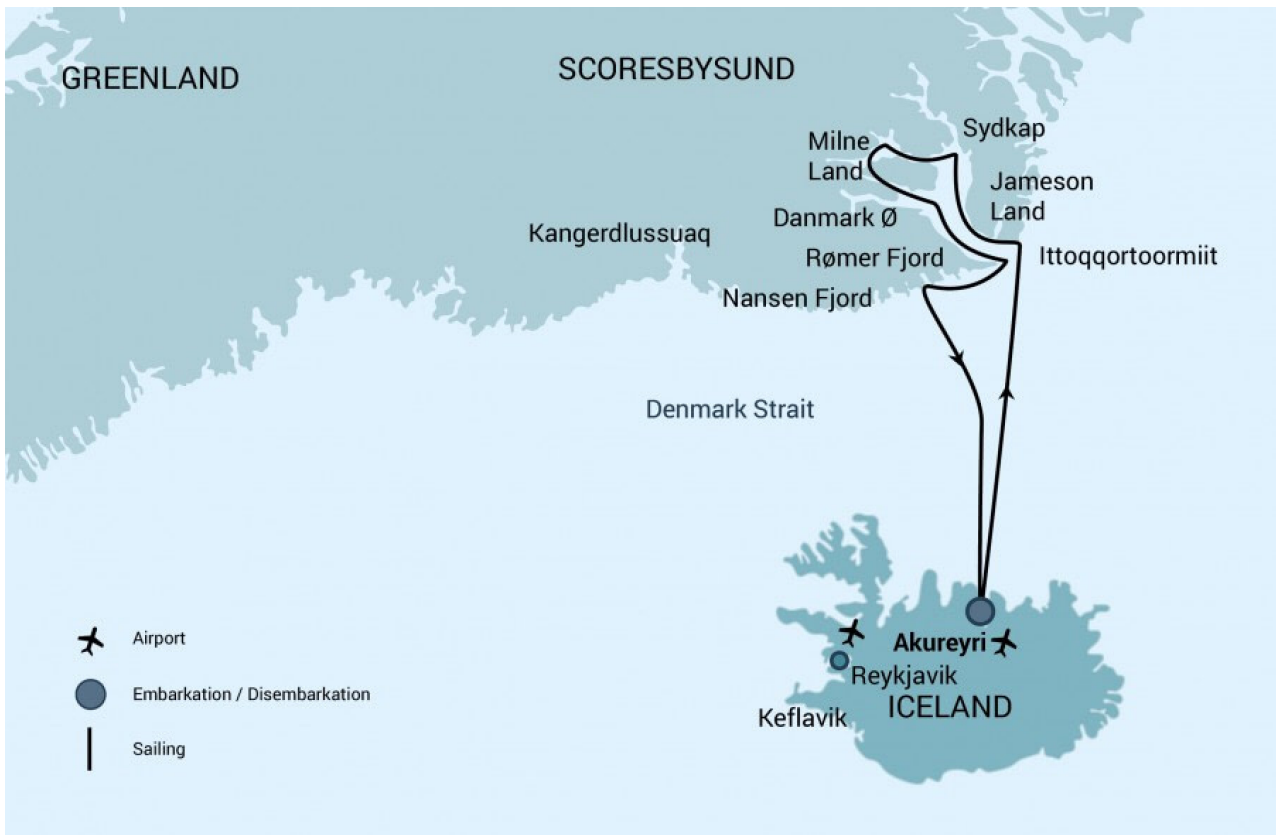 GREENLAND
SCORESBYSUND
Sydkap
Milne
Land
Jameson
Land
Danmark Ø
Kangerdlussuaq
Rømer Fjord
Ittoqqortoormiit
Nansen Fjord
Denmark Strait
Airport
Embarkation / Disembarkation
Sailing
Akureyri
Reykjavik
Keflavik
ICELAND